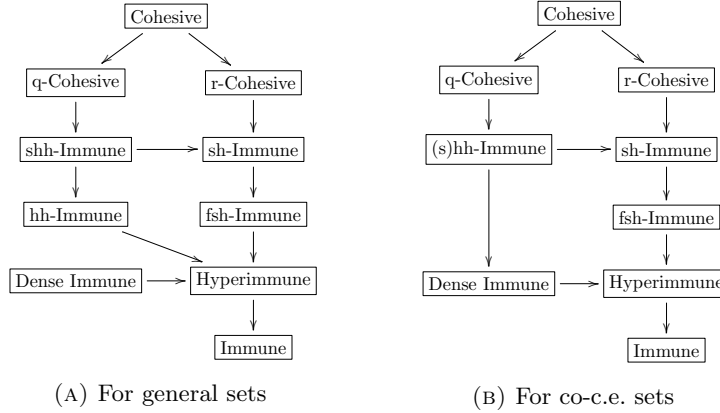 Cohesive
q-Cohesive
r-Cohesive
shh-Immune
sh-Immune
hh-Immune
fsh-Immune
Dense Immune
Hyperimmune
Immune
(A) For general sets
Cohesive
q-Cohesive
r-Cohesive
(s)hh-Immune
sh-Immune
fsh-Immune
Dense Immune
Hyperimmune
Immune
(B) For co-c.e. sets